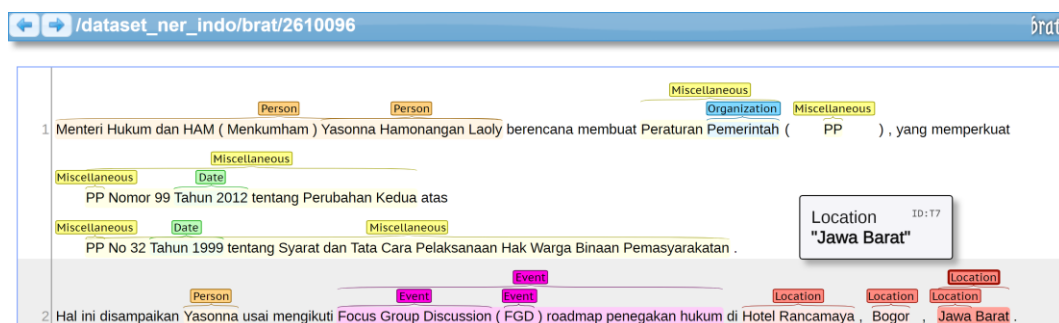 /dataset_ner_indo/brat/2610096
brat
Miscellaneous
Person Person Organization Miscellaneous
1 Menteri Hukum dan HAM ( Menkumham ) Yasonna Hamonangan Laoly berencana membuat Peraturan Pemerintah ( PP ) , yang memperkuat
Miscellaneous
Miscellaneous Date
PP Nomor 99 Tahun 2012 tentang Perubahan Kedua atas
Miscellaneous Date Miscellaneous
PP No 32 Tahun 1999 tentang Syarat dan Tata Cara Pelaksanaan Hak Warga Binaan Pemasyarakatan .
Location ID:T7
"Jawa Barat"
Event Location
Person Event Event Location Location Location
2 Hal ini disampaikan Yasonna usai mengikuti Focus Group Discussion ( FGD ) roadmap penegakan hukum di Hotel Rancamaya , Bogor , Jawa Barat .